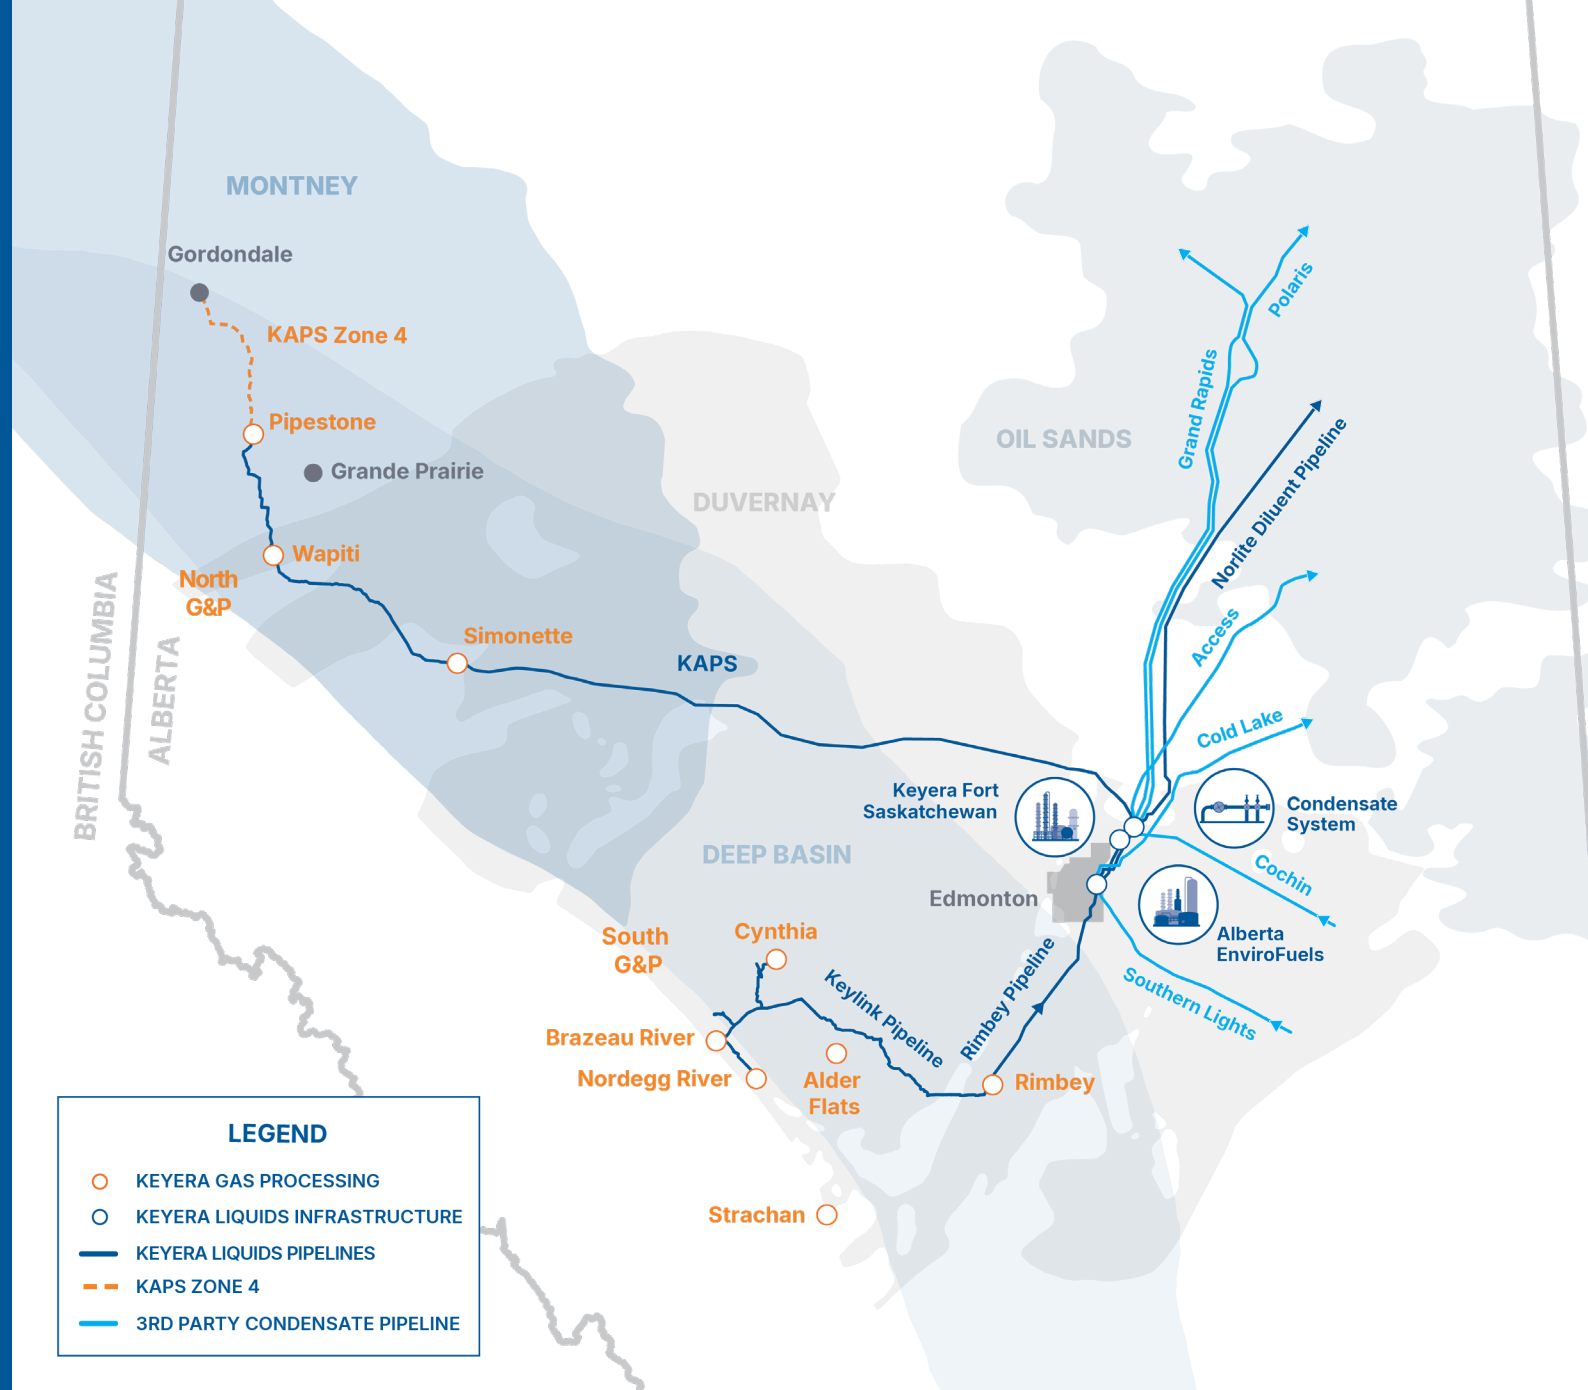 MONTNEY
Gordondale
KAPS Zone 4
Pipestone
Grande Prairie
Wapiti
North
G&P
Simonette
KAPS
DUVERNAY
OIL SANDS
BRITISH COLUMBIA
ALBERTA
DEEP BASIN
Polaris
Grand Rapids
Norlite Diluent Pipeline
Access
Cold Lake
Keyera Fort
Saskatchewan
Condensate
System
Cochin
Edmonton
Alberta
EnviroFuels
Southern Lights
South
G&P
Cynthia
Keylink Pipeline
Rimbey Pipeline
Brazeau River
Nordegg River
Alder
Flats
Rimbey
Strachan
LEGEND
KEYERA GAS PROCESSING
KEYERA LIQUIDS INFRASTRUCTURE
KEYERA LIQUIDS PIPELINES
KAPS ZONE 4
3RD PARTY CONDENSATE PIPELINE